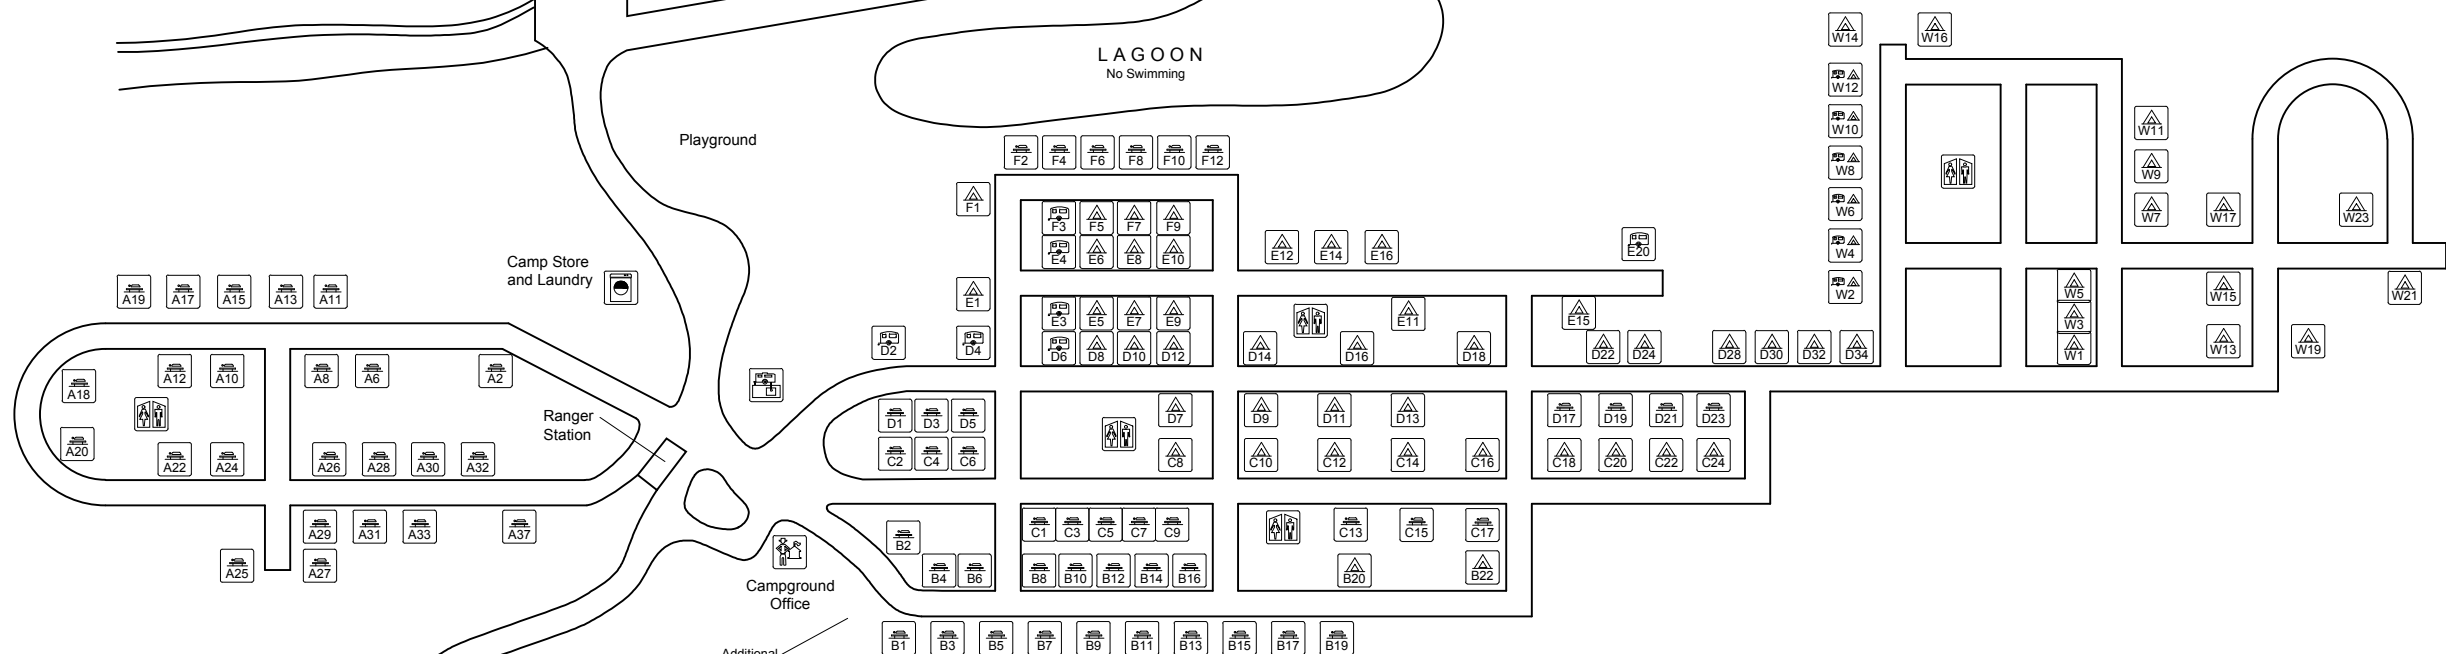 LAGOON
No Swimming
Playground
Camp Store
and Laundry
Ranger
Station
Campground
Office
Additional
W14
W16
W12
W10
W8
W6
W4
W2
W11
W9
W7
W17
W23
W5
W3
W1
W15
W13
W21
W19
F2
F4
F6
F8
F10
F12
F1
F3
F5
F7
F9
E4
E6
E8
E10
E12
E14
E16
E20
E1
E3
E5
E7
E9
E11
E15
D2
D4
D6
D8
D10
D12
D14
D16
D18
D22
D24
D28
D30
D32
D34
A19
A17
A15
A13
A11
A12
A10
A8
A6
A2
A18
A20
A22
A24
A26
A28
A30
A32
A29
A31
A33
A37
A25
A27
D1
D3
D5
D7
D9
D11
D13
D17
D19
D21
D23
C2
C4
C6
C8
C10
C12
C14
C16
C18
C20
C22
C24
C1
C3
C5
C7
C9
C13
C15
C17
B2
B4
B6
B8
B10
B12
B14
B16
B20
B22
B1
B3
B5
B7
B9
B11
B13
B15
B17
B19